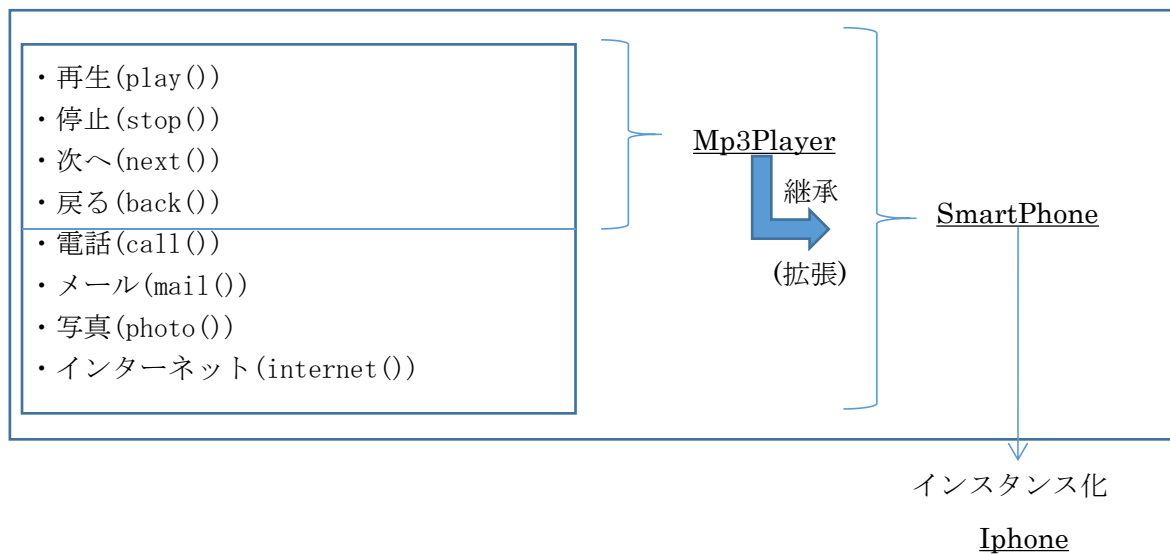 ・再生(play())
・停止(stop())
・次へ(next())
・戻る(back())
・電話(call())
・メール(mail())
・写真(photo())
・インターネット(internet())
Mp3Player
継承
(拡張)
SmartPhone
インスタンス化
Iphone